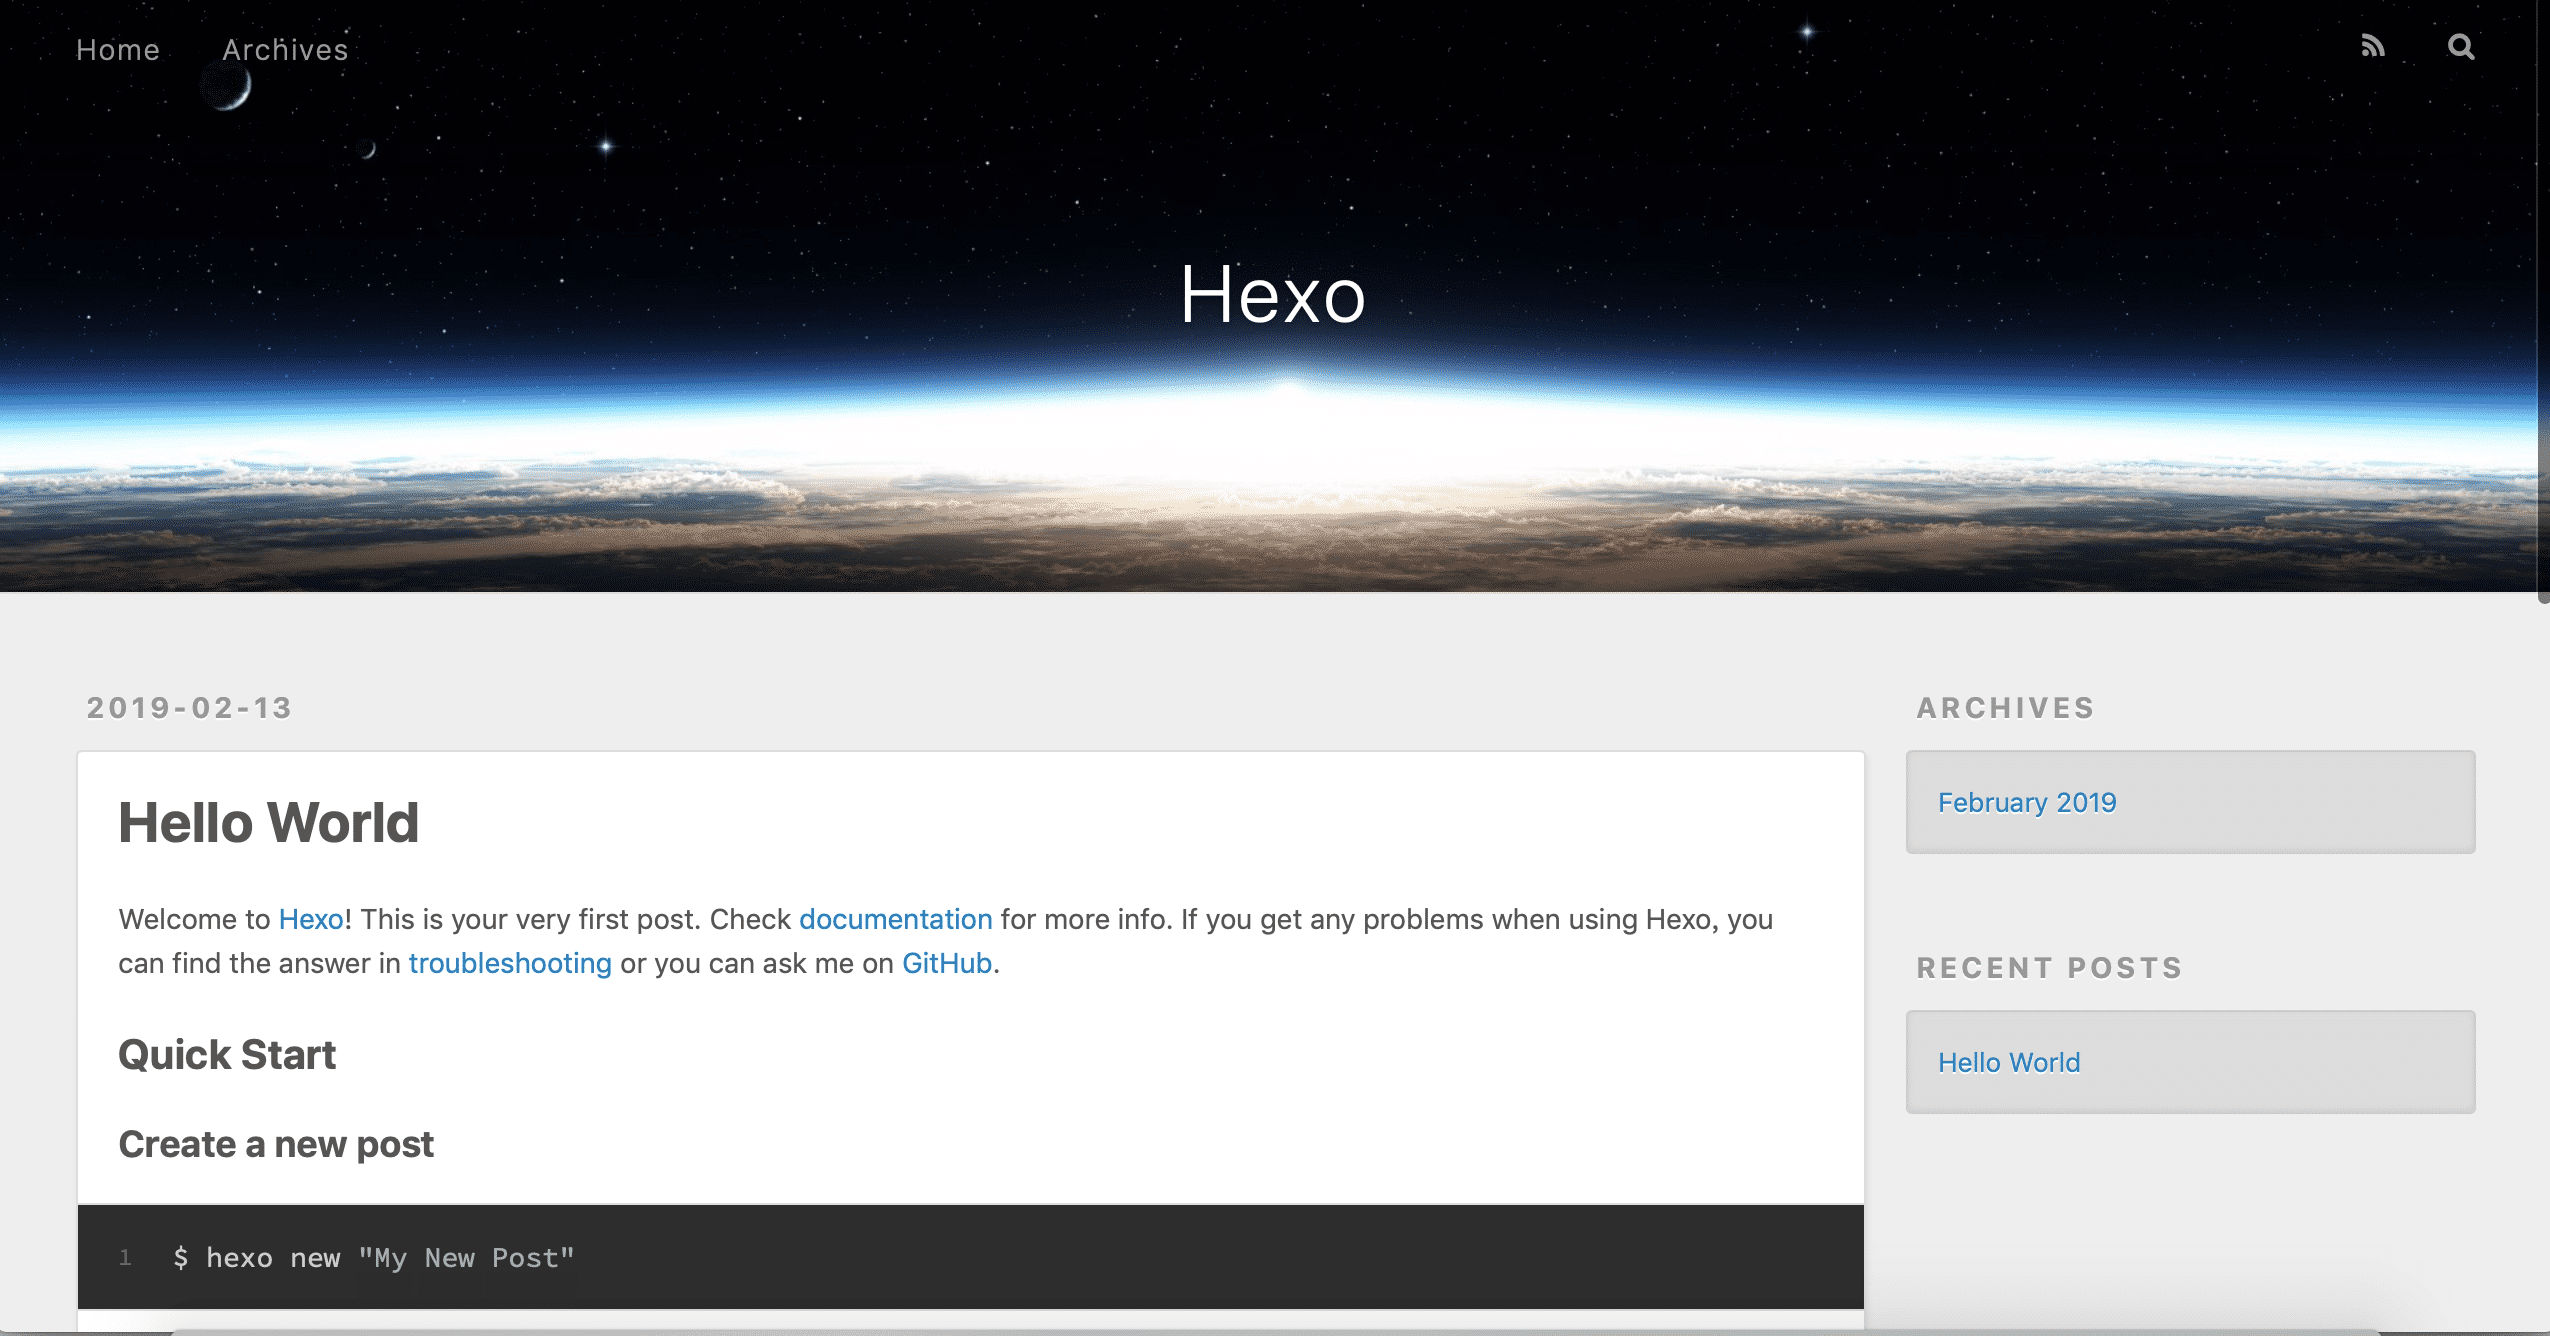 Home Archives
Hexo
2019-02-13
Hello World
Welcome to Hexo! This is your very first post. Check documentation for more info. If you get any problems when using Hexo, you
can find the answer in troubleshooting or you can ask me on GitHub.
Quick Start
Create a new post
1 $ hexo new "My New Post"
ARCHIVES
February 2019
RECENT POSTS
Hello World